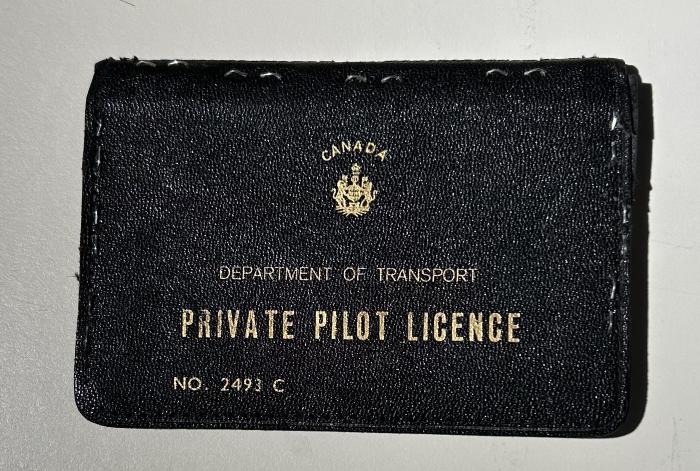 CANADA
DEPARTMENT OF TRANSPORT
PRIVATE PILOT LICENCE
NO. 2493 C